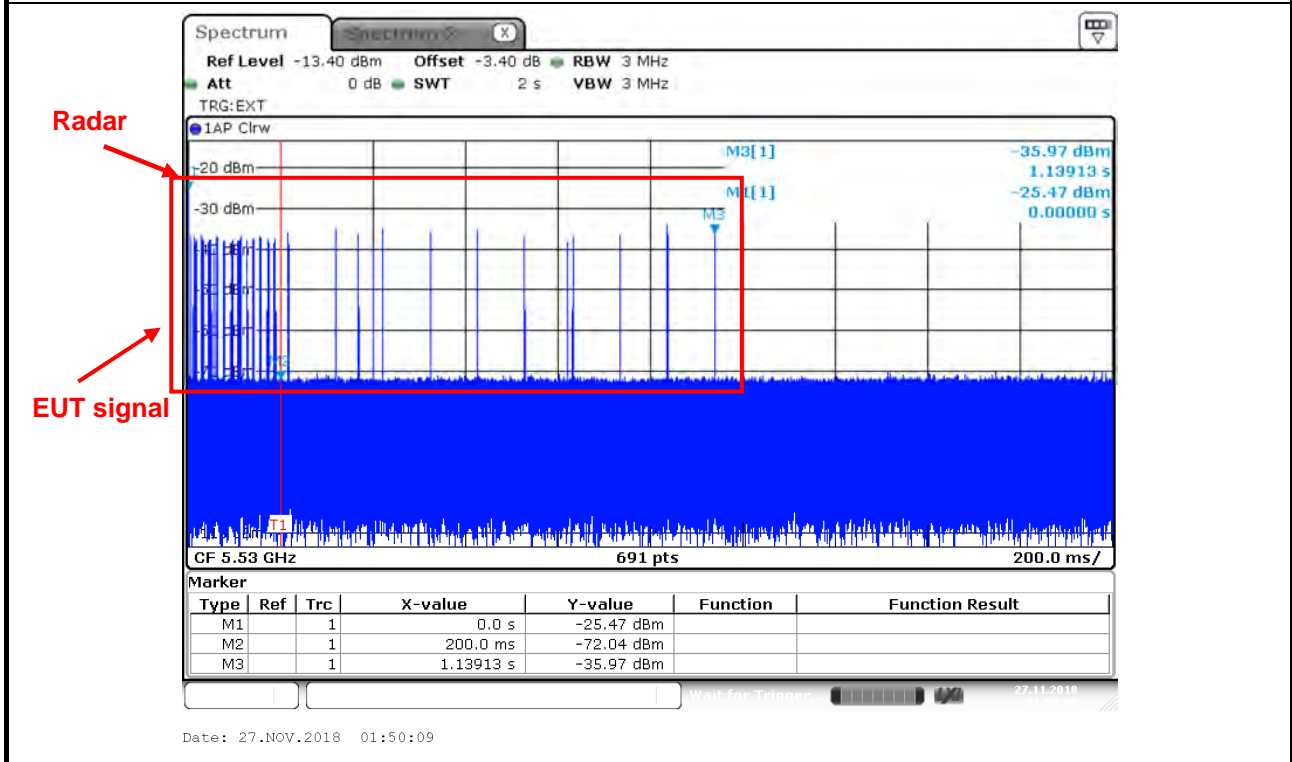 Spectrum
X
Ref Level -13.40 dBm Offset -3.40 dB RBW 3 MHz
Att 0 dB SWT 2 s VBW 3 MHz
TRG:EXT
1AP Clrw
Radar
EUT signal
M3[1] -35.97 dBm
1.13913 s
M1[1] -25.47 dBm
0.00000 s
-20 dBm
-30 dBm
M3
T1
CF 5.53 GHz 691 pts 200.0 ms/
Marker
Type Ref Trc X-value Y-value Function Function Result
M1 1 0.0 s -25.47 dBm
M2 1 200.0 ms -72.04 dBm
M3 1 1.13913 s -35.97 dBm
Wait for Trigger...
27.11.2018
Date: 27.NOV.2018 01:50:09